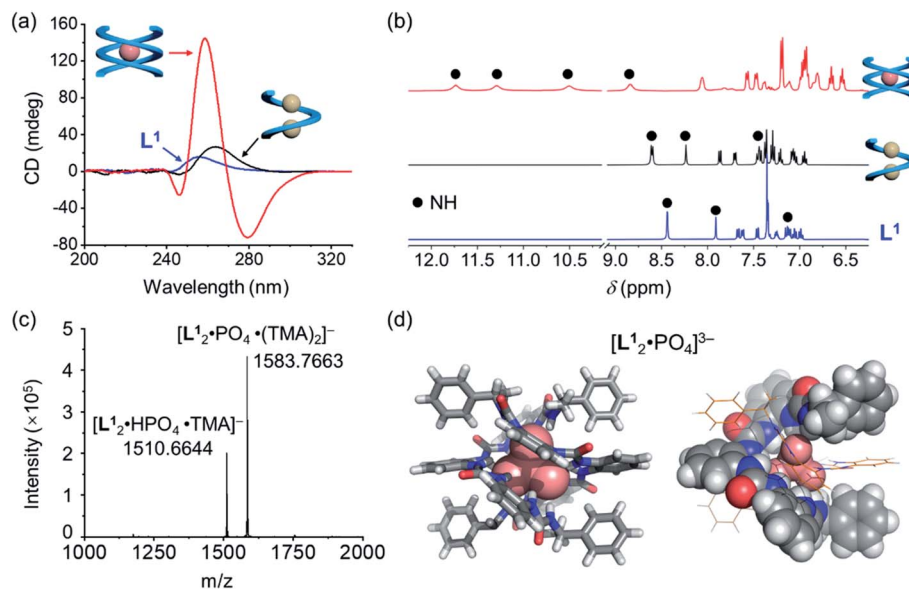 (a)
160
120
80
40
0
-40
-80
CD (mdeg)
L¹
200
240
280
320
Wavelength (nm)
(b)
● NH
L¹
12.0
11.5
11.0
10.5
9.0
8.5
8.0
7.5
7.0
6.5
δ (ppm)
(c)
5
4
3
2
1
0
Intensity (×10⁵)
[L¹₂•PO₄•(TMA)₂]⁻
1583.7663
[L¹•HPO₄•TMA]⁻
1510.6644
1000
1250
1500
1750
2000
m/z
(d)
[L¹₂•PO₄]³⁻